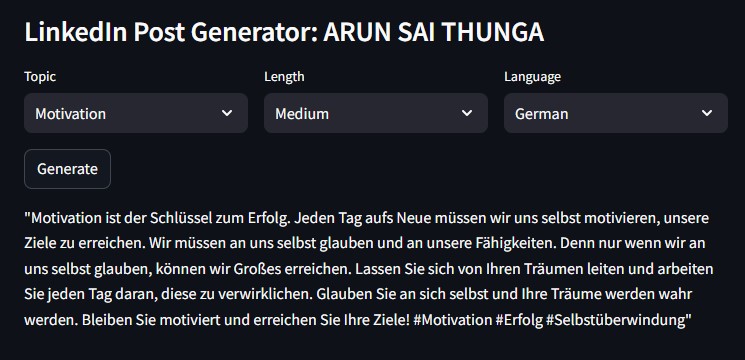 LinkedIn Post Generator: ARUN SAI THUNGA
Topic
Length
Language
Motivation
Medium
German
Generate
"Motivation ist der Schlüssel zum Erfolg. Jeden Tag aufs Neue müssen wir uns selbst motivieren, unsere
Ziele zu erreichen. Wir müssen an uns selbst glauben und an unsere Fähigkeiten. Denn nur wenn wir an
uns selbst glauben, können wir Großes erreichen. Lassen Sie sich von Ihren Träumen leiten und arbeiten
Sie jeden Tag daran, diese zu verwirklichen. Glauben Sie an sich selbst und Ihre Träume werden wahr
werden. Bleiben Sie motiviert und erreichen Sie Ihre Ziele! #Motivation #Erfolg #Selbstüberwindung"